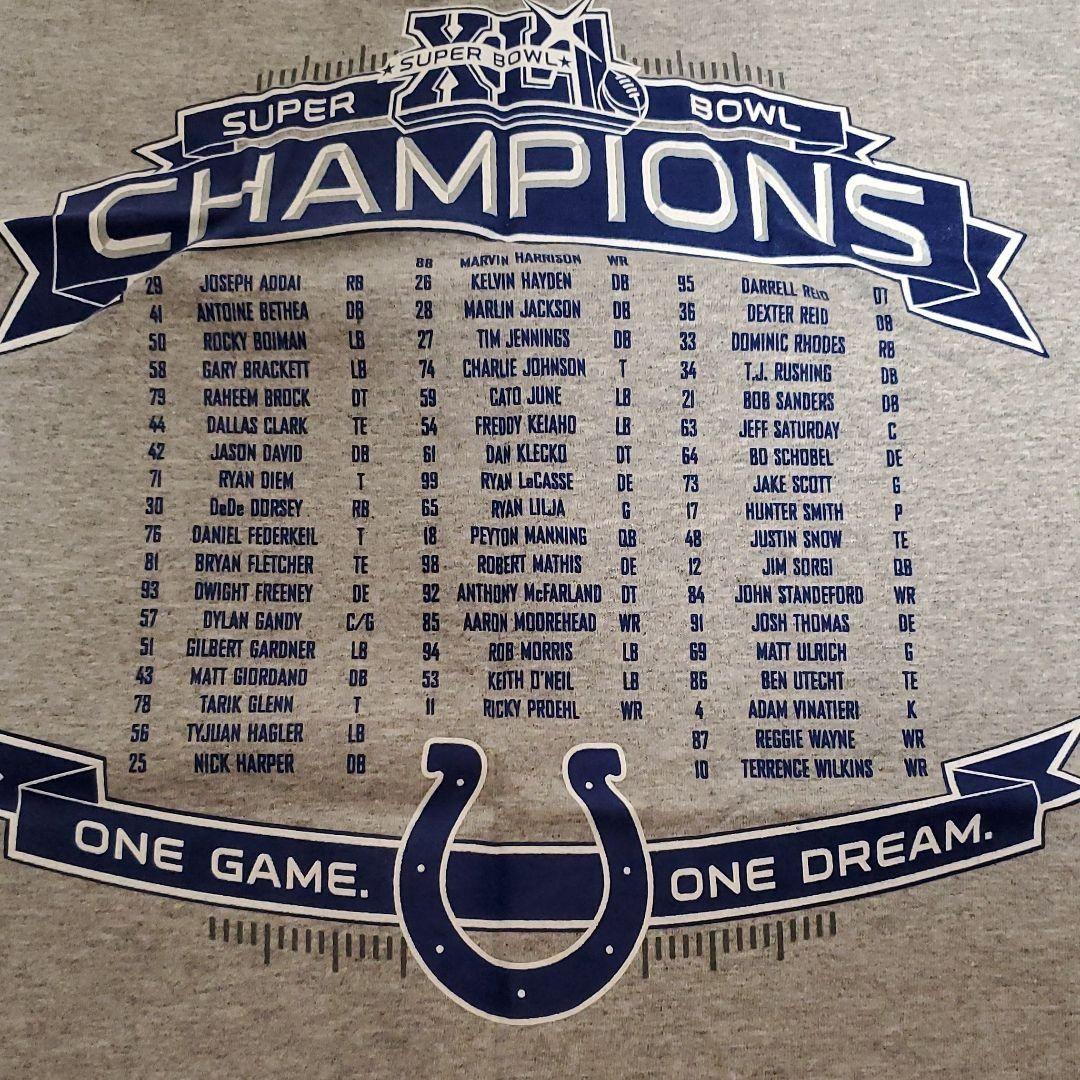 XLI
SUPER BOWL
SUPER BOWL
CHAMPIONS
29 JOSEPH ADDAI RB
41 ANTOINE BETHEA DB
50 ROCKY BOIMAN LB
58 GARY BRACKETT LB
79 RAHEEM BROCK DT
44 DALLAS CLARK TE
42 JASON DAVID DB
71 RYAN DIEM T
30 DeDe DORSEY RB
76 DANIEL FEDERKEIL T
81 BRYAN FLETCHER TE
93 DWIGHT FREENEY DE
57 DYLAN GANDY C/G
51 GILBERT GARDNER LB
43 MATT GIORDANO DB
78 TARIK GLENN T
56 TYJUAN HAGLER LB
25 NICK HARPER DB
88 MARVIN HARRISON WR
26 KELVIN HAYDEN DB
28 MARLIN JACKSON DB
27 TIM JENNINGS DB
74 CHARLIE JOHNSON T
59 CATO JUNE LB
54 FREDDY KEIAHO LB
61 DAN KLECKO DT
99 RYAN LaCASSE DE
65 RYAN LILJA G
18 PEYTON MANNING QB
98 ROBERT MATHIS DE
92 ANTHONY McFARLAND DT
85 AARON MOOREHEAD WR
94 ROB MORRIS LB
53 KEITH O'NEIL LB
11 RICKY PROEHL WR
95 DARRELL REID DT
36 DEXTER REID DB
33 DOMINIC RHODES RB
34 T.J. RUSHING DB
21 BOB SANDERS DB
63 JEFF SATURDAY C
64 BO SCHOBEL DE
73 JAKE SCOTT G
17 HUNTER SMITH P
48 JUSTIN SNOW TE
12 JIM SORGI QB
84 JOHN STANDEFORD WR
91 JOSH THOMAS DE
69 MATT ULRICH G
86 BEN UTECHT TE
4 ADAM VINATIERI K
87 REGGIE WAYNE WR
10 TERRENCE WILKINS WR
ONE GAME. ONE DREAM.